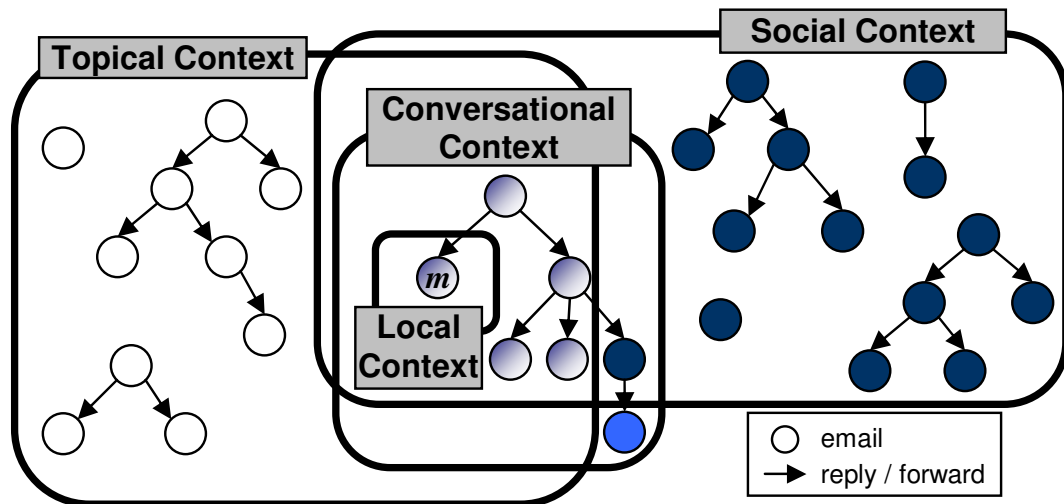 Topical Context
Social Context
Conversational
Context
m
Local
Context
email
reply / forward